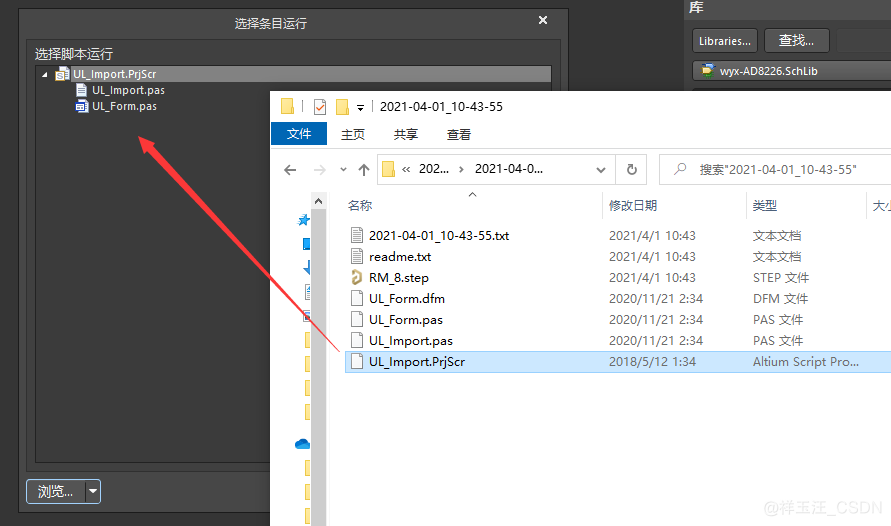 选择条目运行
选择脚本运行
UL_Import.PrjScr
UL_Import.pas
UL_Form.pas
浏览...
库
Libraries...
查找...
wyx-AD8226.SchLib
2021-04-01_10-43-55
文件 主页 共享 查看
« 202... › 2021-04-0...
搜索"2021-04-01_10-43-55"
名称 修改日期 类型 大小
2021-04-01_10-43-55.txt 2021/4/1 10:43 文本文档
readme.txt 2021/4/1 10:43 文本文档
RM_8.step 2021/4/1 10:43 STEP 文件
UL_Form.dfm 2020/11/21 2:34 DFM 文件
UL_Form.pas 2020/11/21 2:34 PAS 文件
UL_Import.pas 2020/11/21 2:34 PAS 文件
UL_Import.PrjScr 2018/5/12 1:34 Altium Script Pro...
@祥玉汪_CSDN